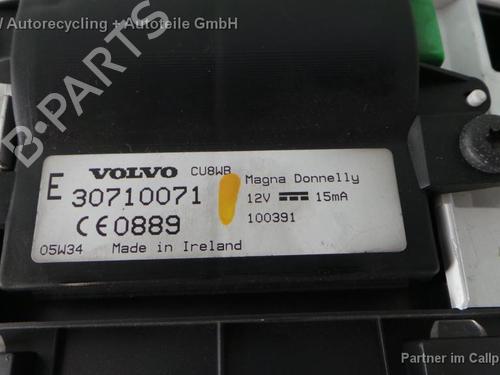 / Autorecycling + Autoteile GmbH
VOLVO CU8WB
E 30710071
Magna Donnelly
12V 15mA
CE0889
100391
05W34 Made in Ireland
Partner im Callp